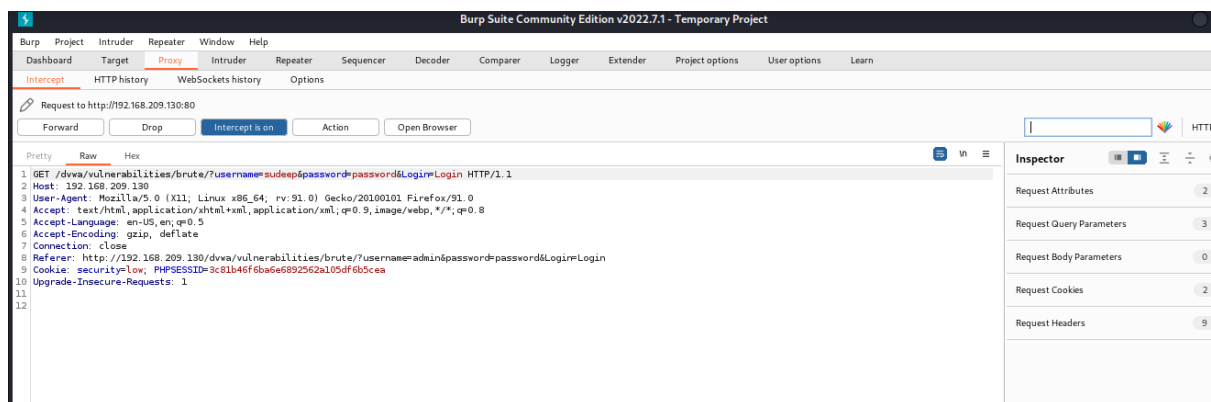 Burp Suite Community Edition v2022.7.1 - Temporary Project
Burp Project Intruder Repeater Window Help
Dashboard Target Proxy Intruder Repeater Sequencer Decoder Comparer Logger Extender Project options User options Learn
Intercept HTTP history WebSockets history Options
Request to http://192.168.209.130:80
Forward Drop Intercept is on Action Open Browser HTT
Pretty Raw Hex \n Inspector
1 GET /dvwa/vulnerabilities/brute/?username=sudeep&password=password&Login=Login HTTP/1.1
2 Host: 192.168.209.130
3 User-Agent: Mozilla/5.0 (X11; Linux x86_64; rv:91.0) Gecko/20100101 Firefox/91.0
4 Accept: text/html,application/xhtml+xml,application/xml;q=0.9,image/webp,*/*;q=0.8
5 Accept-Language: en-US,en;q=0.5
6 Accept-Encoding: gzip, deflate
7 Connection: close
8 Referer: http://192.168.209.130/dvwa/vulnerabilities/brute/?username=admin&password=password&Login=Login
9 Cookie: security=low; PHPSESSID=3c81b46f6ba6e6892562a105df6b5cea
10 Upgrade-Insecure-Requests: 1
11
12
Request Attributes 2
Request Query Parameters 3
Request Body Parameters 0
Request Cookies 2
Request Headers 9